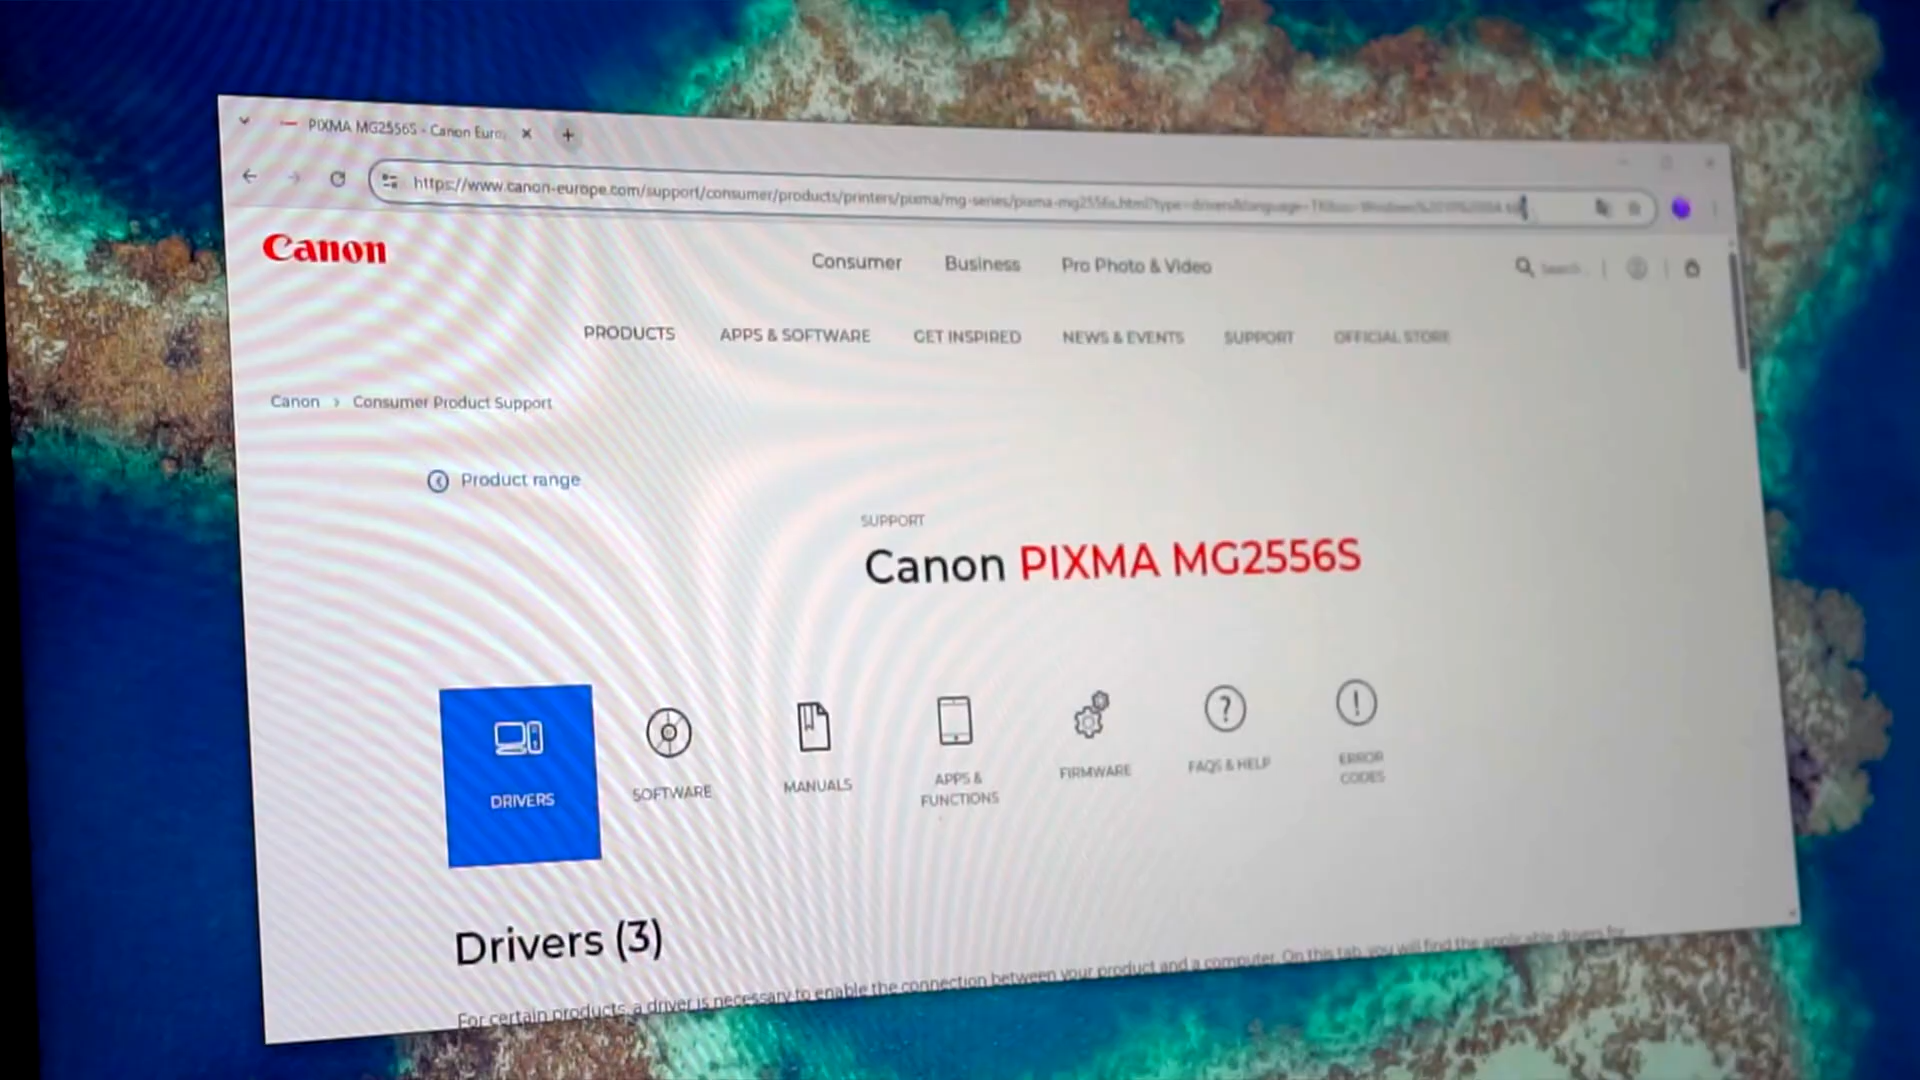 PIXMA MG2556S - Canon Euro
https://www.canon-europe.com/support/consumer/products/printers/pixma/mg-series/pixma-mg2556s.html?type=drivers&language=
Canon
Consumer Business Pro Photo & Video
Search
PRODUCTS APPS & SOFTWARE GET INSPIRED NEWS & EVENTS SUPPORT OFFICIAL STORE
Canon > Consumer Product Support
Product range
SUPPORT
Canon PIXMA MG2556S
DRIVERS
SOFTWARE
MANUALS
APPS &
FUNCTIONS
FIRMWARE
FAQS & HELP
ERROR
CODES
Drivers (3)
For certain products, a driver is necessary to enable the connection between your product and a computer. On this tab, you will find the applicable drivers for